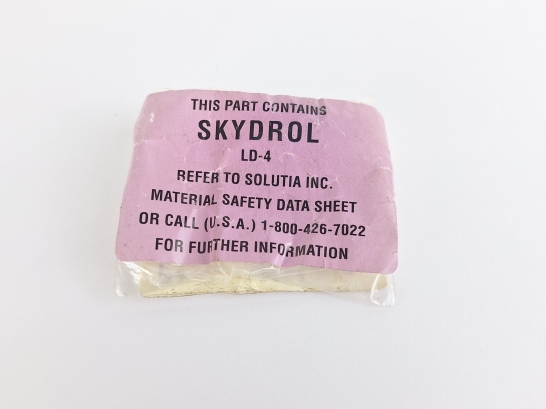 THIS PART CONTAINS
SKYDROL
LD-4
REFER TO SOLUTIA INC.
MATERIAL SAFETY DATA SHEET
OR CALL (U.S.A.) 1-800-426-7022
FOR FURTHER INFORMATION